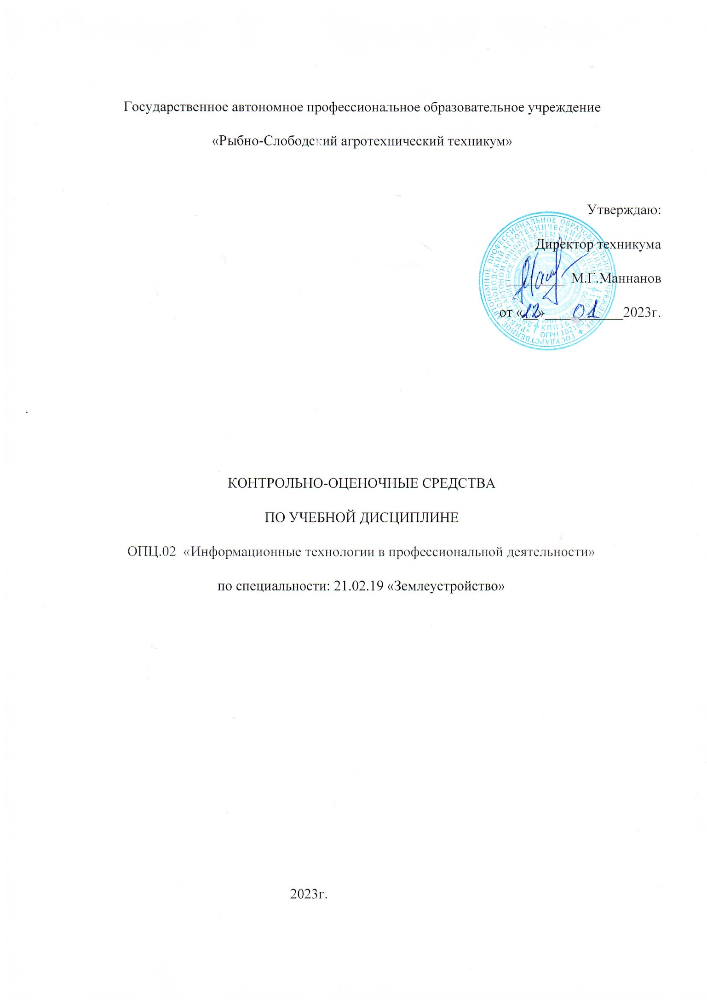 Государственное автономное профессиональное образовательное учреждение
«Рыбно-Слободский агротехнический техникум»
Утверждаю:
Директор техникума
_________ М.Г.Маннанов
от «12» 01 2023г.
КОНТРОЛЬНО-ОЦЕНОЧНЫЕ СРЕДСТВА
ПО УЧЕБНОЙ ДИСЦИПЛИНЕ
ОПЦ.02 «Информационные технологии в профессиональной деятельности»
по специальности: 21.02.19 «Землеустройство»
2023г.